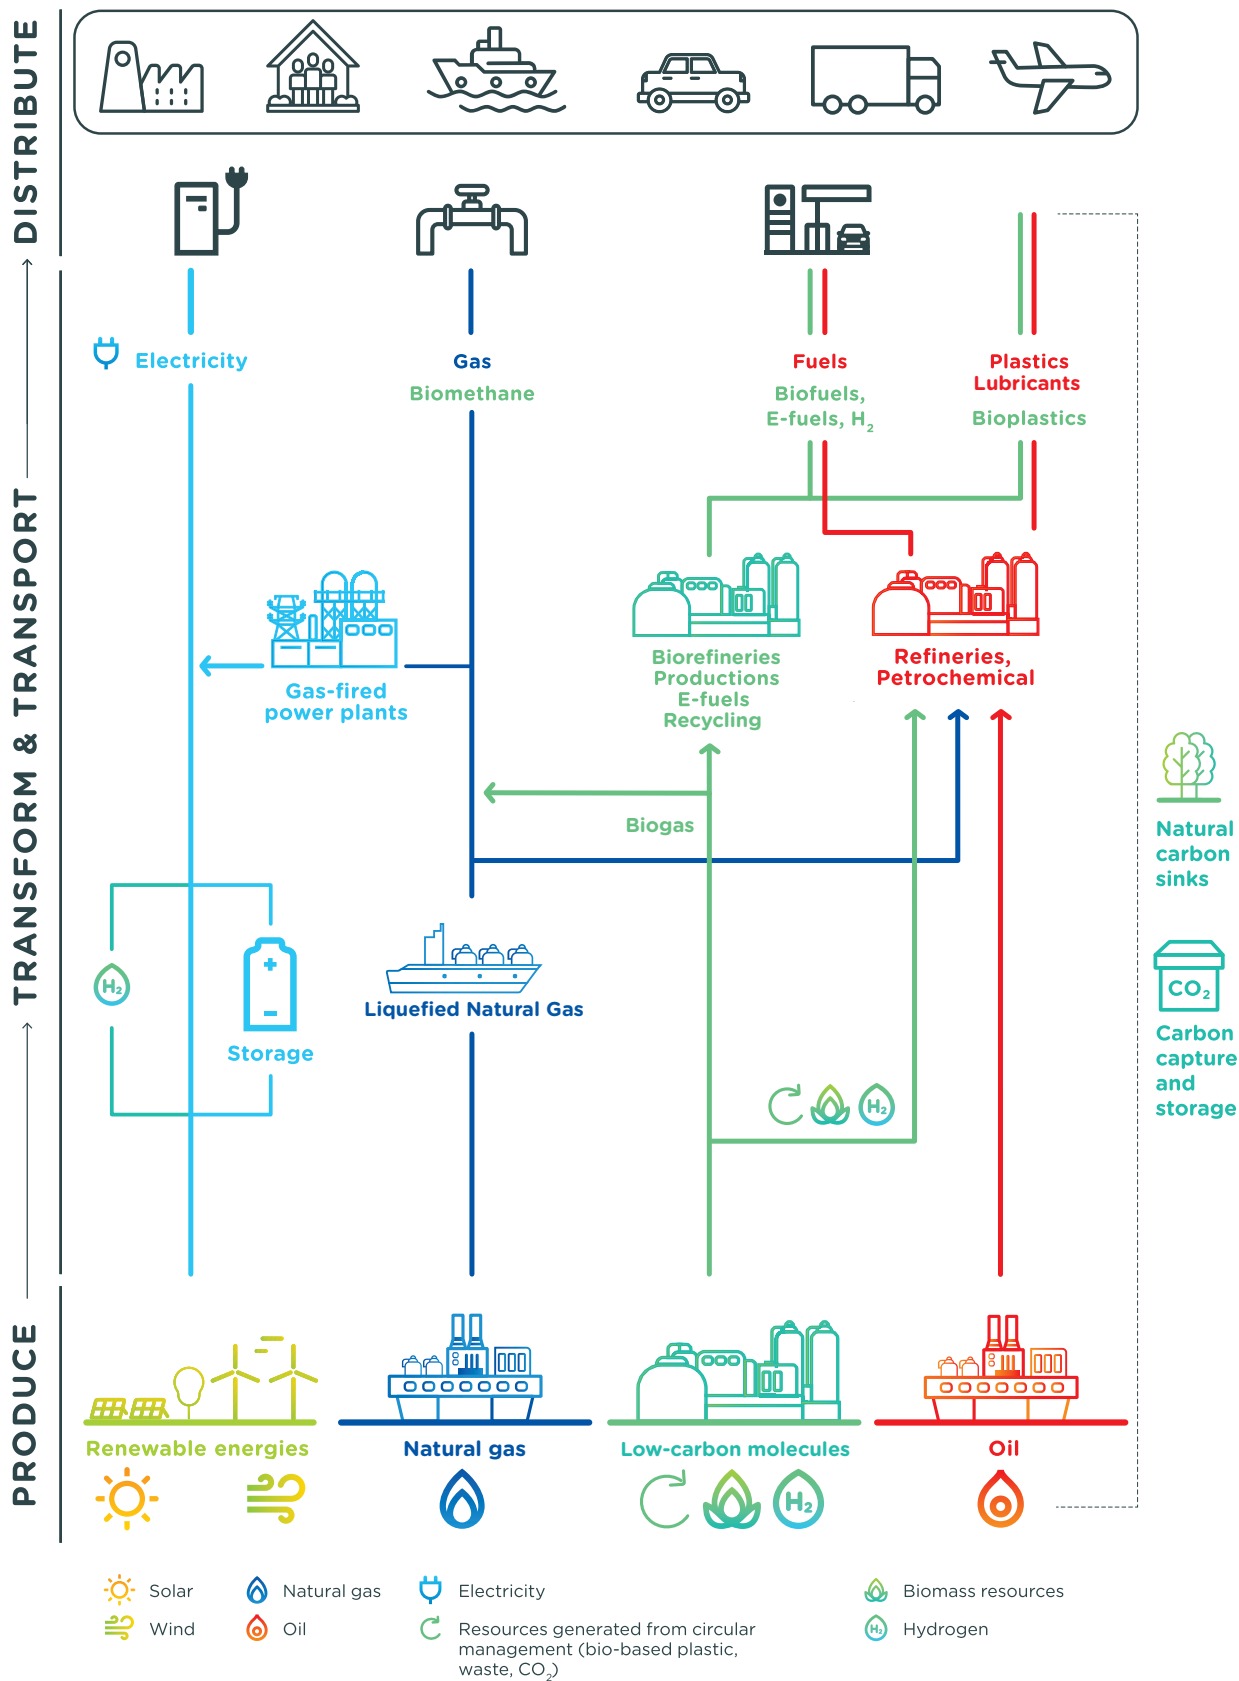 DISTRIBUTE
TRANSFORM & TRANSPORT
PRODUCE
Electricity
Gas
Biomethane
Fuels
Biofuels,
E-fuels, H₂
Plastics
Lubricants
Bioplastics
Gas-fired
power plants
Biorefineries
Productions
E-fuels
Recycling
Refineries,
Petrochemical
Biogas
Natural
carbon
sinks
H₂
Storage
Liquefied Natural Gas
CO₂
Carbon
capture
and
storage
H₂
Renewable energies
Natural gas
Low-carbon molecules
Oil
H₂
Solar
Wind
Natural gas
Oil
Electricity
Resources generated from circular
management (bio-based plastic,
waste, CO₂)
Biomass resources
H₂ Hydrogen